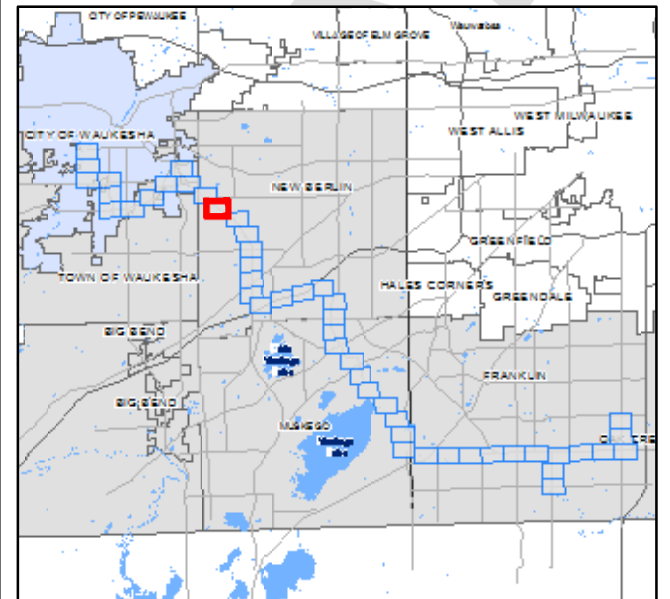 CITY OF PEWAUKEE
VILLAGE OF ELM GROVE
Wauwatosa
WEST MILWAUKEE
WEST ALLIS
CITY OF WAUKESHA
NEW BERLIN
GREENFIELD
TOWN OF WAUKESHA
HALES CORNERS
GREENDALE
BIG BEND
FRANKLIN
BIG BEND
MUSKEGO